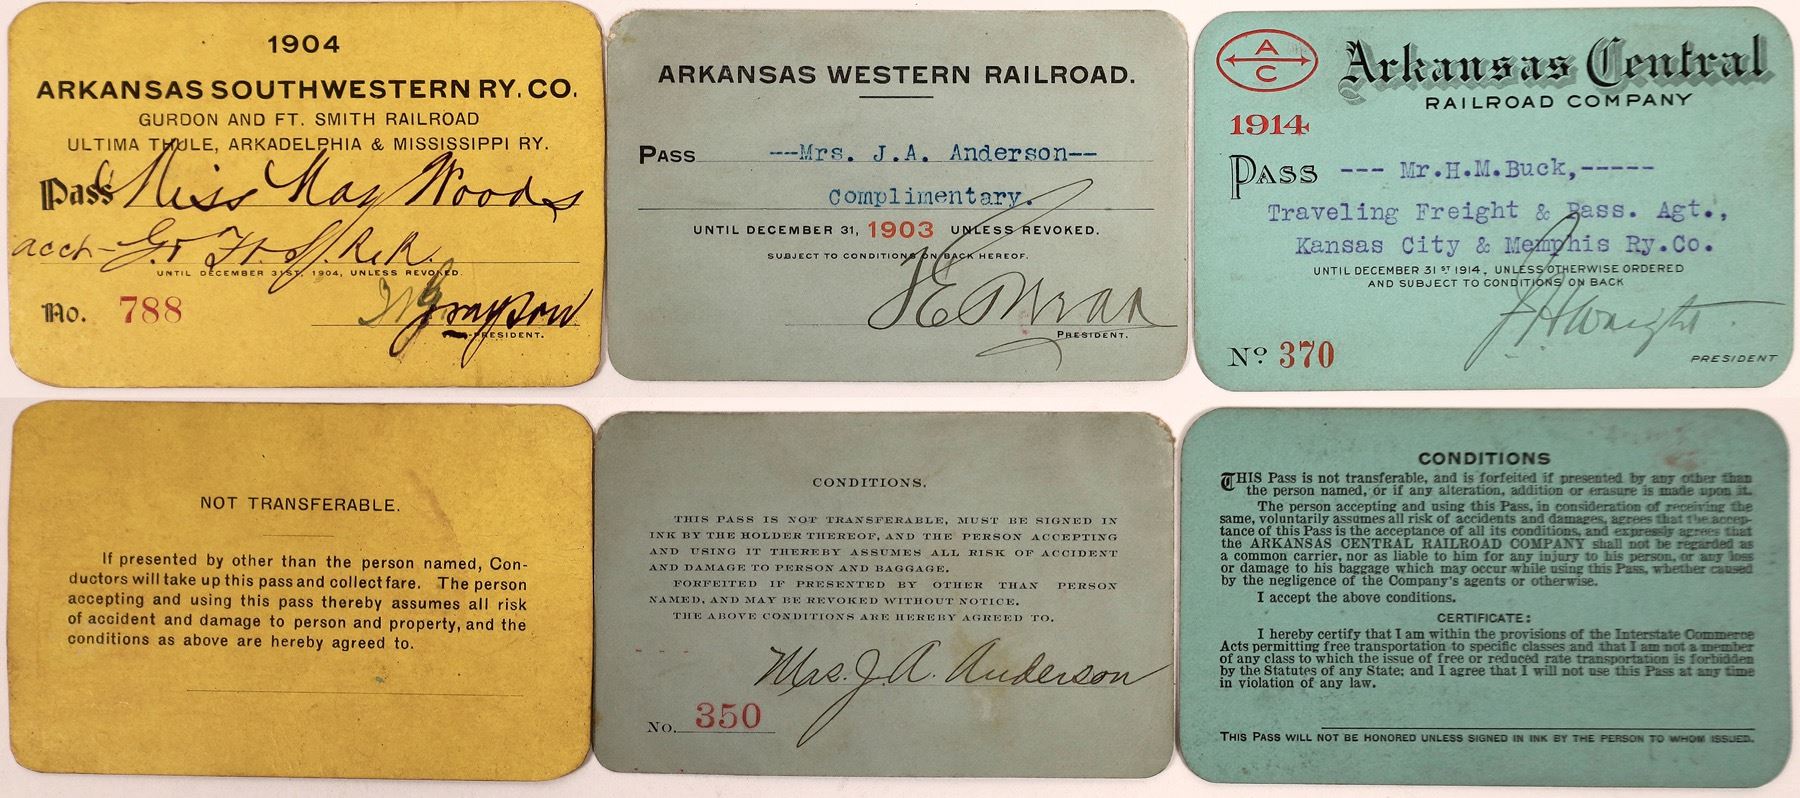 1904
ARKANSAS SOUTHWESTERN RY. CO.
GURDON AND FT. SMITH RAILROAD
ULTIMA THULE, ARKADELPHIA & MISSISSIPPI RY.
Pass Miss May Woods
acct- G. & Ft. S. R.R.
UNTIL DECEMBER 31ST, 1904, UNLESS REVOKED.
No. 788
Grayson
PRESIDENT.
ARKANSAS WESTERN RAILROAD.
PASS ---Mrs. J.A. Anderson--
Complimentary.
UNTIL DECEMBER 31, 1903 UNLESS REVOKED.
SUBJECT TO CONDITIONS ON BACK HEREOF.
PRESIDENT.
A
C
Arkansas Central
RAILROAD COMPANY
1914
PASS --- Mr.H.M.Buck,-----
Traveling Freight & Pass. Agt.,
Kansas City & Memphis Ry.Co.
UNTIL DECEMBER 31ST 1914, UNLESS OTHERWISE ORDERED
AND SUBJECT TO CONDITIONS ON BACK
J H Wright
No 370
PRESIDENT
NOT TRANSFERABLE.
If presented by other than the person named, Con-
ductors will take up this pass and collect fare. The person
accepting and using this pass thereby assumes all risk
of accident and damage to person and property, and the
conditions as above are hereby agreed to.
CONDITIONS.
THIS PASS IS NOT TRANSFERABLE, MUST BE SIGNED IN
INK BY THE HOLDER THEREOF, AND THE PERSON ACCEPTING
AND USING IT THEREBY ASSUMES ALL RISK OF ACCIDENT
AND DAMAGE TO PERSON AND BAGGAGE.
FORFEITED IF PRESENTED BY OTHER THAN PERSON
NAMED, AND MAY BE REVOKED WITHOUT NOTICE.
THE ABOVE CONDITIONS ARE HEREBY AGREED TO.
Mrs. J. A. Anderson
No. 350
CONDITIONS
THIS Pass is not transferable, and is forfeited if presented by any other than
the person named, or if any alteration, addition or erasure is made upon it.
The person accepting and using this Pass, in consideration of receiving the
same, voluntarily assumes all risk of accidents and damages, agrees that the accep-
tance of this Pass is the acceptance of all its conditions, and expressly agrees that
the ARKANSAS CENTRAL RAILROAD COMPANY shall not be regarded as
a common carrier, nor as liable to him for any injury to his person, or any loss
or damage to his baggage which may occur while using this Pass, whether caused
by the negligence of the Company's agents or otherwise.
I accept the above conditions.
CERTIFICATE:
I hereby certify that I am within the provisions of the Interstate Commerce
Acts permitting free transportation to specific classes and that I am not a member
of any class to which the issue of free or reduced rate transportation is forbidden
by the Statutes of any State; and I agree that I will not use this Pass at any time
in violation of any law.
THIS PASS WILL NOT BE HONORED UNLESS SIGNED IN INK BY THE PERSON TO WHOM ISSUED.